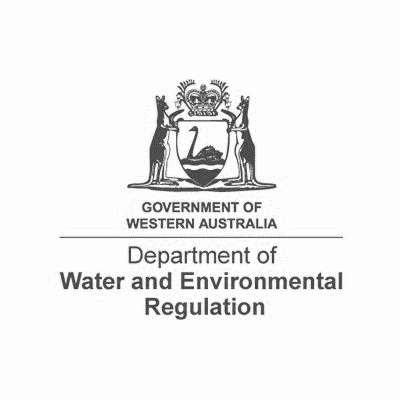 GOVERNMENT OF
WESTERN AUSTRALIA
Department of
Water and Environmental
Regulation